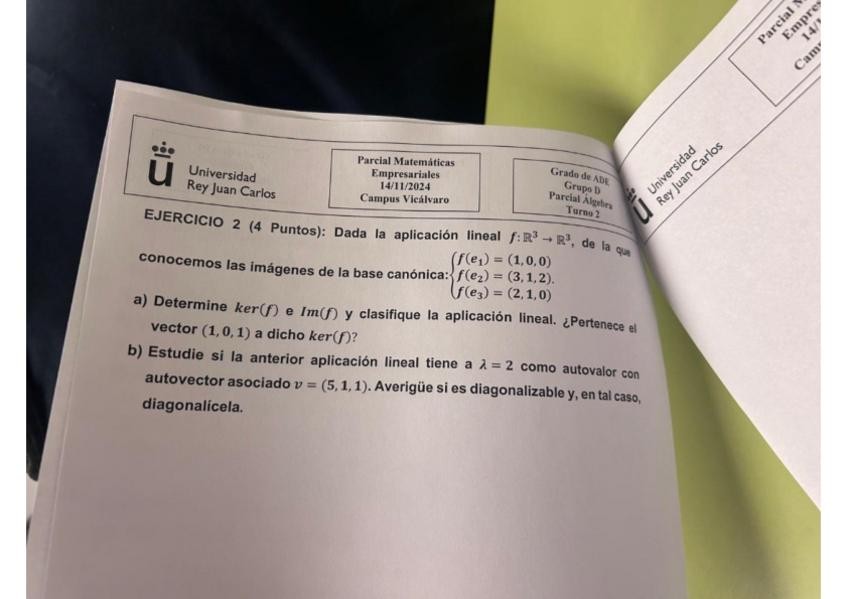 Universidad
Rey Juan Carlos
Parcial Matemáticas
Empresariales
14/11/2024
Campus Vicálvaro
Grado de ADE
Grupo D
Parcial Álgebra
Turno 2
EJERCICIO 2 (4 Puntos): Dada la aplicación lineal f: ℝ³ → ℝ³, de la que
conocemos las imágenes de la base canónica: { f(e₁) = (1, 0, 0)
f(e₂) = (3, 1, 2).
f(e₃) = (2, 1, 0)
a) Determine ker(f) e Im(f) y clasifique la aplicación lineal. ¿Pertenece el
vector (1, 0, 1) a dicho ker(f)?
b) Estudie si la anterior aplicación lineal tiene a λ = 2 como autovalor con
autovector asociado v = (5, 1, 1). Averigüe si es diagonalizable y, en tal caso,
diagonalícela.
Universidad
Rey Juan Carlos
Parcial
Empres
14/1
Cam